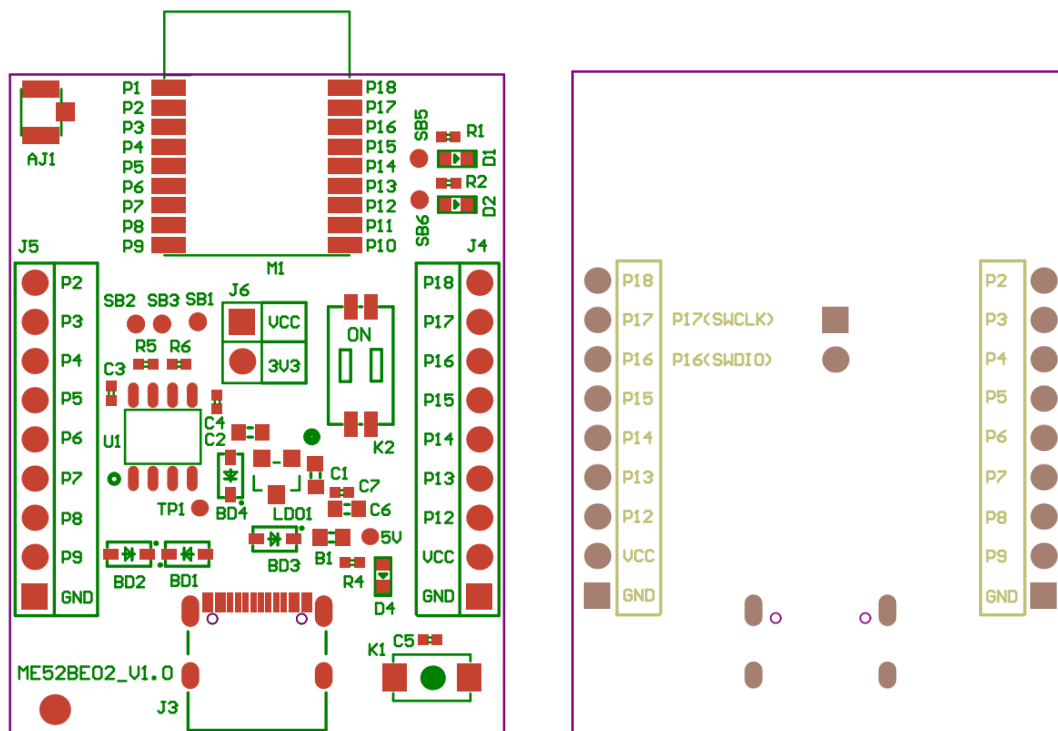 P1 P18
P2 P17
P3 P16
P4 P15
P5 P14
P6 P13
P7 P12
P8 P11
P9 P10
AJ1
M1
SB5
R1
D1
R2
SB6
D2
J5
P2
P3
P4
P5
P6
P7
P8
P9
GND
J4
P18
P17
P16
P15
P14
P13
P12
VCC
GND
SB2 SB3 SB1
J6
VCC
3V3
ON
K2
R5 R6
C3
C4
C2
U1
TP1
BD4
LDO1
C1
C7
C6
5V
BD2 BD1
BD3
B1
R4
D4
C5
K1
ME52BE02_V1.0
J3
P18
P17
P16
P15
P14
P13
P12
VCC
GND
P17(SWCLK)
P16(SWDIO)
P2
P3
P4
P5
P6
P7
P8
P9
GND